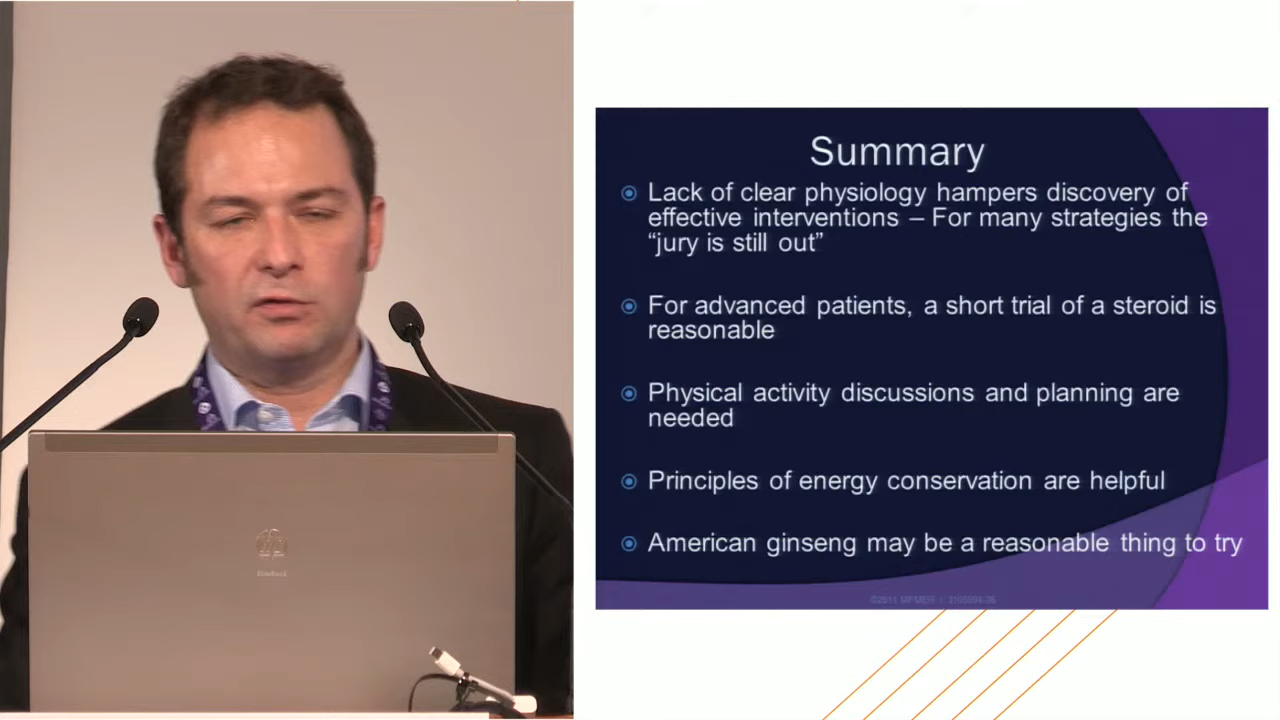 Summary
Lack of clear physiology hampers discovery of
effective interventions – For many strategies the
“jury is still out”
For advanced patients, a short trial of a steroid is
reasonable
Physical activity discussions and planning are
needed
Principles of energy conservation are helpful
American ginseng may be a reasonable thing to try